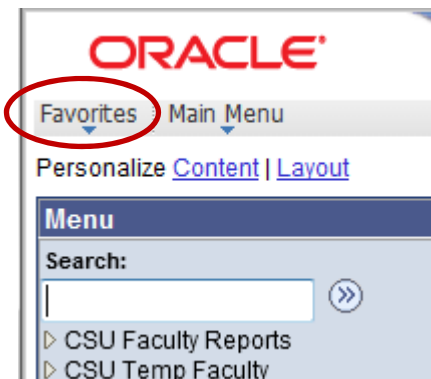 ORACLE
Favorites Main Menu
Personalize Content | Layout
Menu
Search:
CSU Faculty Reports
CSU Temp Faculty